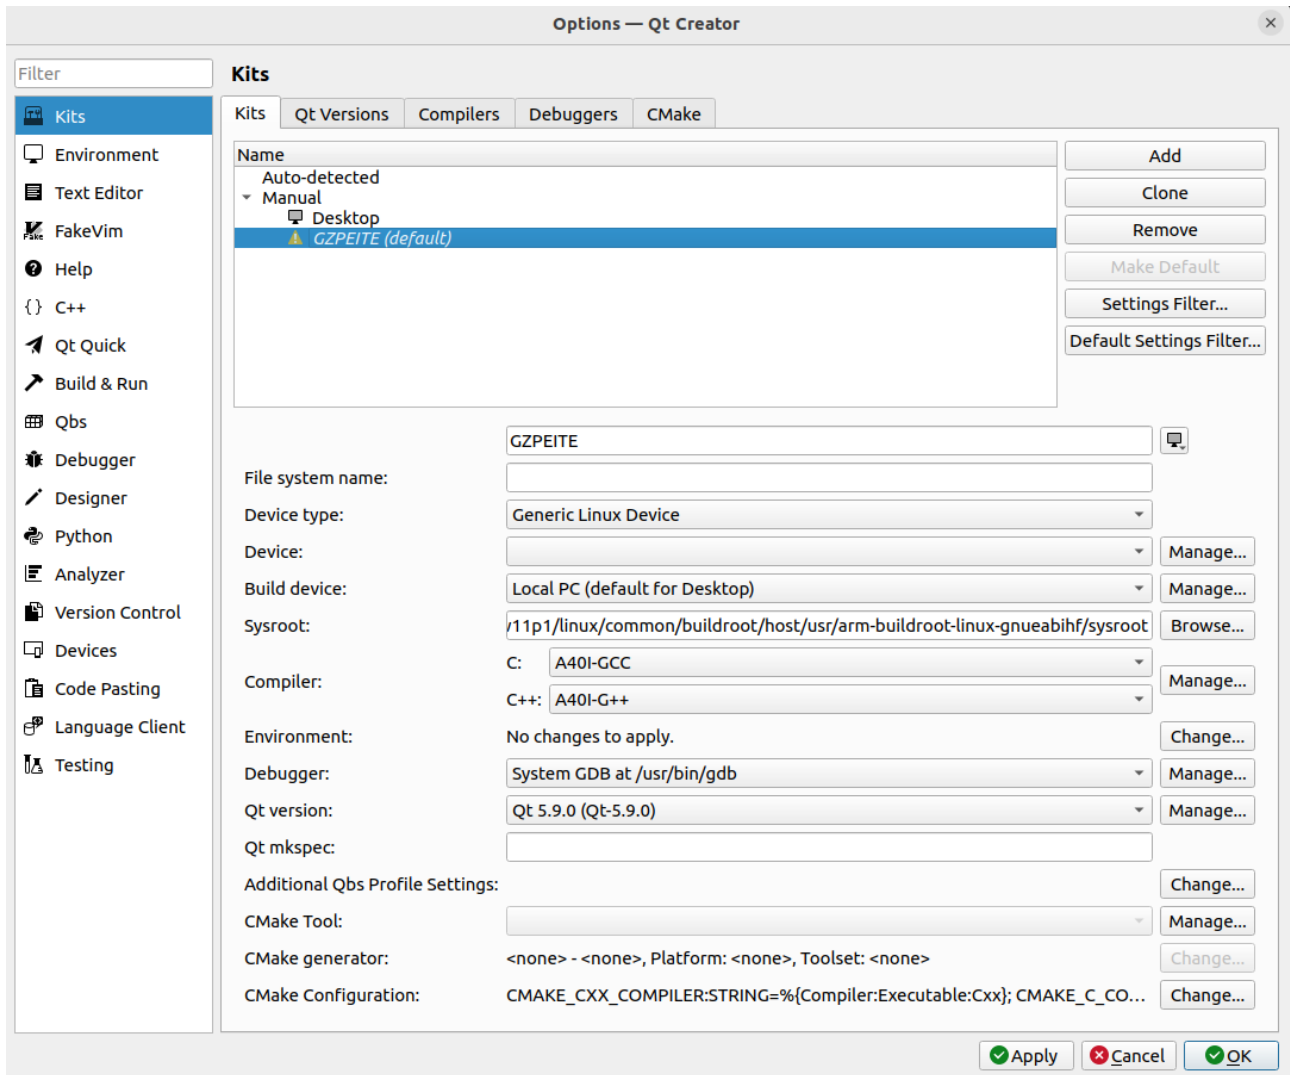 Options — Qt Creator
Filter
Kits
Kits
Environment
Text Editor
FakeVim
Help
C++
Qt Quick
Build & Run
Qbs
Debugger
Designer
Python
Analyzer
Version Control
Devices
Code Pasting
Language Client
Testing
Kits
Qt Versions
Compilers
Debuggers
CMake
Name
Auto-detected
Manual
Desktop
GZPEITE (default)
Add
Clone
Remove
Make Default
Settings Filter...
Default Settings Filter...
GZPEITE
File system name:
Device type: Generic Linux Device
Device: Manage...
Build device: Local PC (default for Desktop) Manage...
Sysroot: /11p1/linux/common/buildroot/host/usr/arm-buildroot-linux-gnueabihf/sysroot Browse...
Compiler: C: A40I-GCC
C++: A40I-G++ Manage...
Environment: No changes to apply. Change...
Debugger: System GDB at /usr/bin/gdb Manage...
Qt version: Qt 5.9.0 (Qt-5.9.0) Manage...
Qt mkspec:
Additional Qbs Profile Settings: Change...
CMake Tool: Manage...
CMake generator: <none> - <none>, Platform: <none>, Toolset: <none> Change...
CMake Configuration: CMAKE_CXX_COMPILER:STRING=%{Compiler:Executable:Cxx}; CMAKE_C_CO... Change...
Apply
Cancel
OK